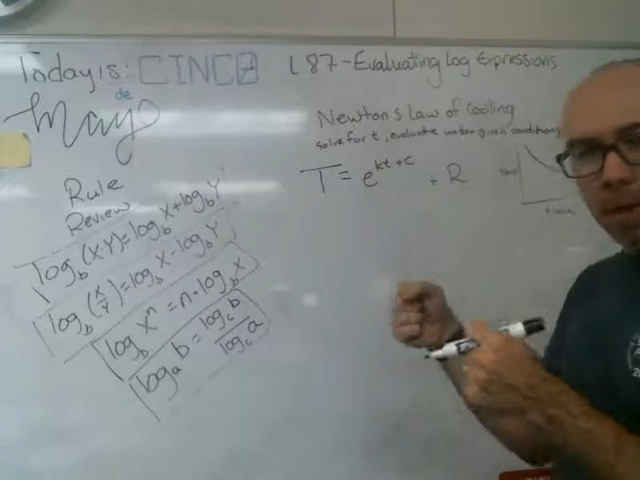 Today is: CINCO
de
Mayo
L 87 - Evaluating Log Expressions
Newton's Law of Cooling
solve for t, evaluate under given conditions
T = e^{kt+c} + R
Rule
Review
log_b(XY) = log_b X + log_b Y
log_b(X/Y) = log_b X - log_b Y
log_b X^n = n · log_b X
log_a b = log_c b / log_c a